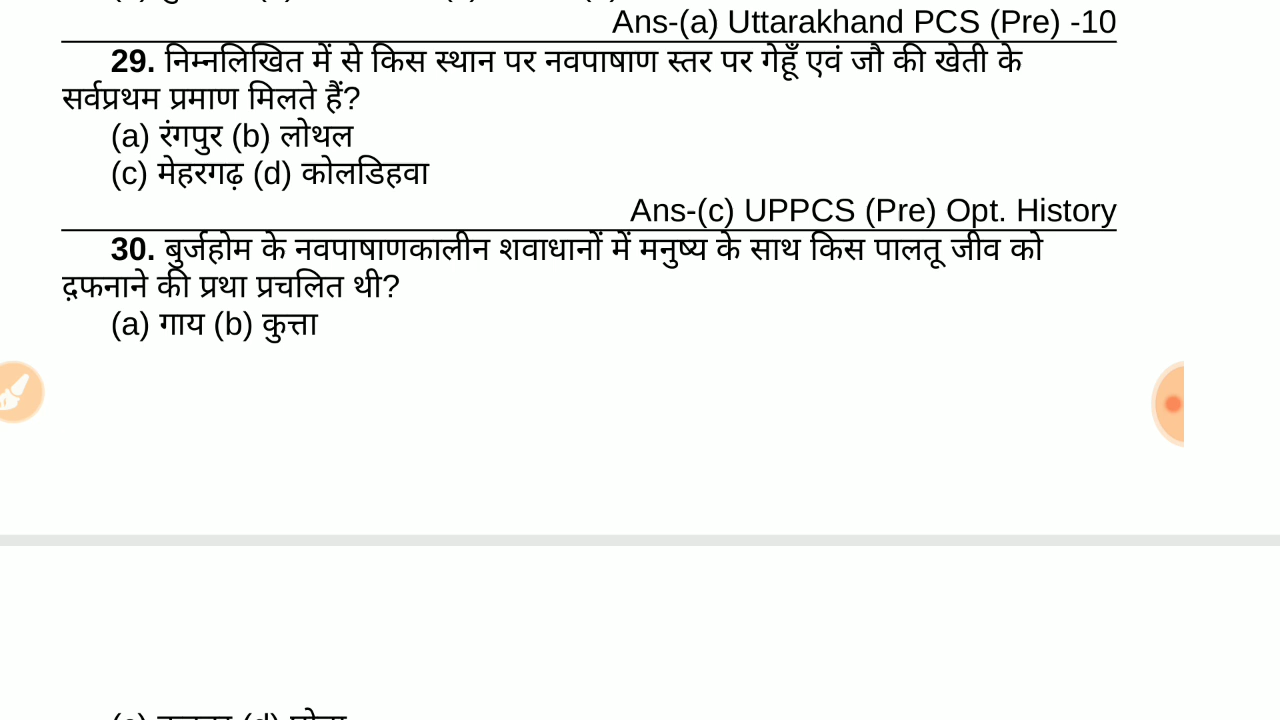 Ans-(a) Uttarakhand PCS (Pre) -10
29. निम्नलिखित में से किस स्थान पर नवपाषाण स्तर पर गेहूँ एवं जौ की खेती के
सर्वप्रथम प्रमाण मिलते हैं?
(a) रंगपुर (b) लोथल
(c) मेहरगढ़ (d) कोलडिहवा
Ans-(c) UPPCS (Pre) Opt. History
30. बुर्जहोम के नवपाषाणकालीन शवाधानों में मनुष्य के साथ किस पालतू जीव को
द़फनाने की प्रथा प्रचलित थी?
(a) गाय (b) कुत्ता